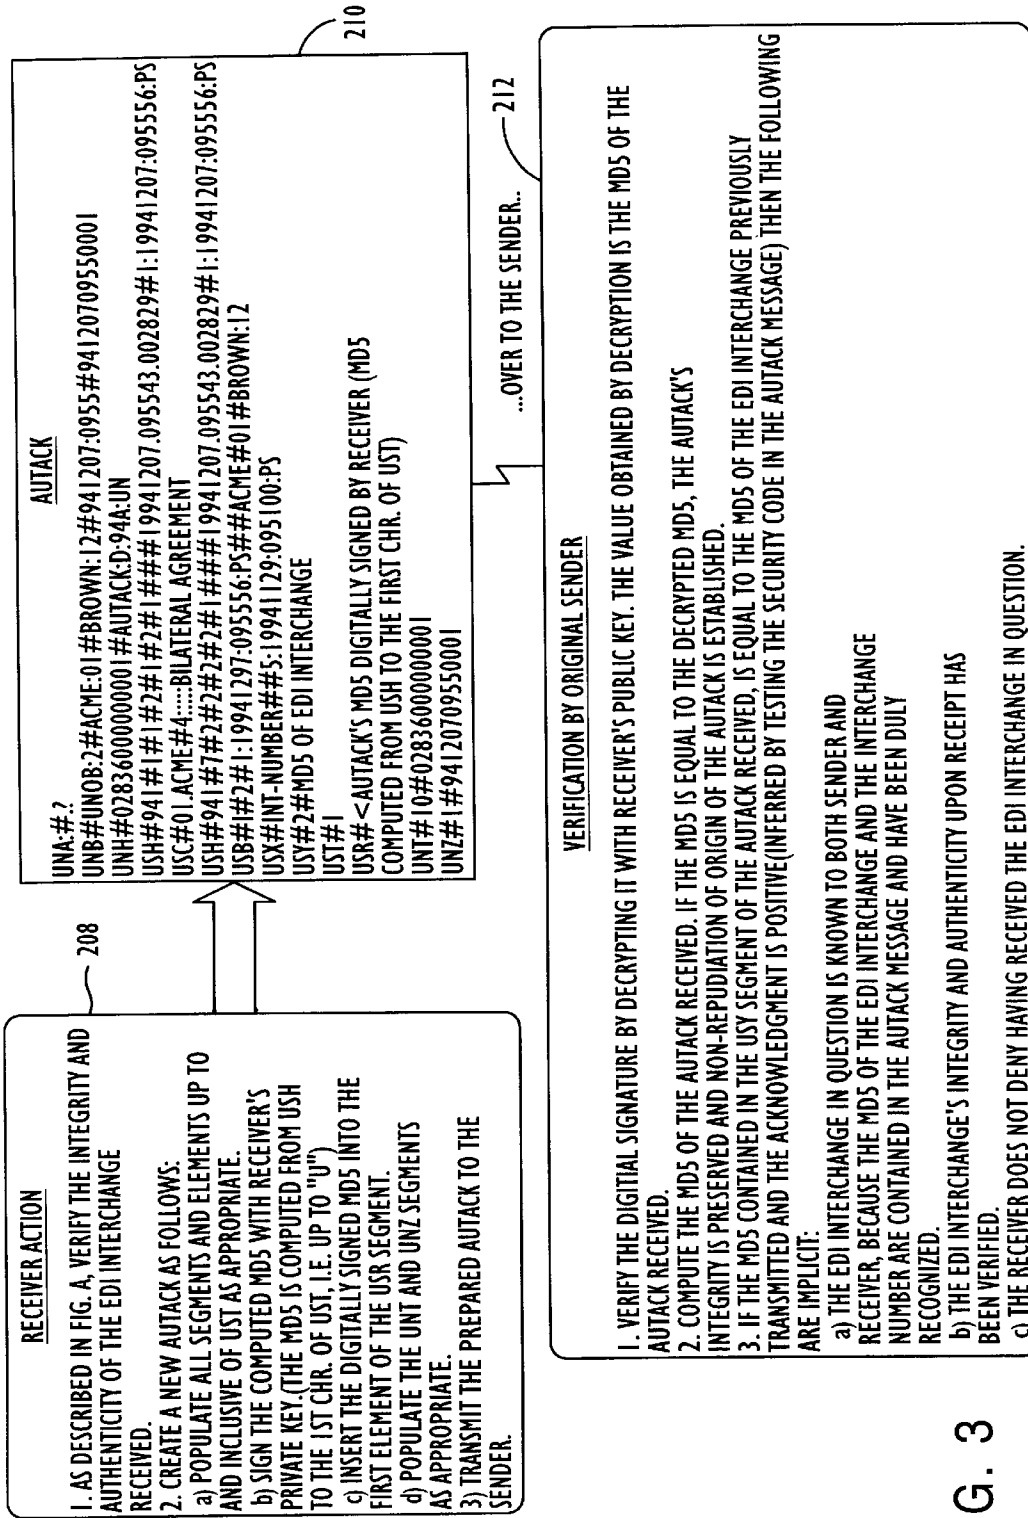 RECEIVER ACTION
1. AS DESCRIBED IN FIG. A, VERIFY THE INTEGRITY AND
AUTHENTICITY OF THE EDI INTERCHANGE
RECEIVED.
2. CREATE A NEW AUTACK AS FOLLOWS:
a) POPULATE ALL SEGMENTS AND ELEMENTS UP TO
AND INCLUSIVE OF UST AS APPROPRIATE.
b) SIGN THE COMPUTED MD5 WITH RECEIVER'S
PRIVATE KEY.(THE MD5 IS COMPUTED FROM USH
TO THE 1ST CHR. OF UST, I.E. UP TO "U")
c) INSERT THE DIGITALLY SIGNED MD5 INTO THE
FIRST ELEMENT OF THE USR SEGMENT.
d) POPULATE THE UNT AND UNZ SEGMENTS
AS APPROPRIATE.
3) TRANSMIT THE PREPARED AUTACK TO THE
SENDER.
208
AUTACK
UNA:#.?
UNB#UNOB:2#ACME:01#BROWN:12#941207:0955#94120709550001
UNH#02836000000001#AUTACK:D:94A:UN
USH#941#1#1#2#1#2#1###19941207.095543.002829#1:19941207:095556:PS
USC#01.ACME#4::::::BILATERAL AGREEMENT
USH#941#7#2#2#2#2#1###19941207.095543.002829#1:19941207:095556:PS
USB#1#2#1:19941297:095556:PS##ACME#01#BROWN:12
USX#INT-NUMBER##5:19941129:095100:PS
USY#2#MD5 OF EDI INTERCHANGE
UST#1
USR#<AUTACK'S MD5 DIGITALLY SIGNED BY RECEIVER (MD5
COMPUTED FROM USH TO THE FIRST CHR. OF UST)
UNT#10#02836000000001
UNZ#1#94120709550001
210
...OVER TO THE SENDER..
212
VERIFICATION BY ORIGINAL SENDER
1. VERIFY THE DIGITIAL SIGNATURE BY DECRYPTING IT WITH RECEIVER'S PUBLIC KEY. THE VALUE OBTAINED BY DECRYPTION IS THE MD5 OF THE
AUTACK RECEIVED.
2. COMPUTE THE MD5 OF THE AUTACK RECEIVED. IF THE MD5 IS EQUAL TO THE DECRYPTED MD5, THE AUTACK'S
INTEGRITY IS PRESERVED AND NON-REPUDIATION OF ORIGIN OF THE AUTACK IS ESTABLISHED.
3. IF THE MD5 CONTAINED IN THE USY SEGMENT OF THE AUTACK RECEIVED, IS EQUAL TO THE MD5 OF THE EDI INTERCHANGE PREVIOUSLY
TRANSMITTED AND THE ACKNOWLEDGMENT IS POSITIVE(INFERRED BY TESTING THE SECURITY CODE IN THE AUTACK MESSAGE) THEN THE FOLLOWING
ARE IMPLICIT:
a) THE EDI INTERCHANGE IN QUESTION IS KNOWN TO BOTH SENDER AND
RECEIVER, BECAUSE THE MD5 OF THE EDI INTERCHANGE AND THE INTERCHANGE
NUMBER ARE CONTAINED IN THE AUTACK MESSAGE AND HAVE BEEN DULY
RECOGNIZED.
b) THE EDI INTERCHANGE'S INTEGRITY AND AUTHENTICITY UPON RECEIPT HAS
BEEN VERIFIED.
c) THE RECEIVER DOES NOT DENY HAVING RECEIVED THE EDI INTERCHANGE IN QUESTION.
G. 3